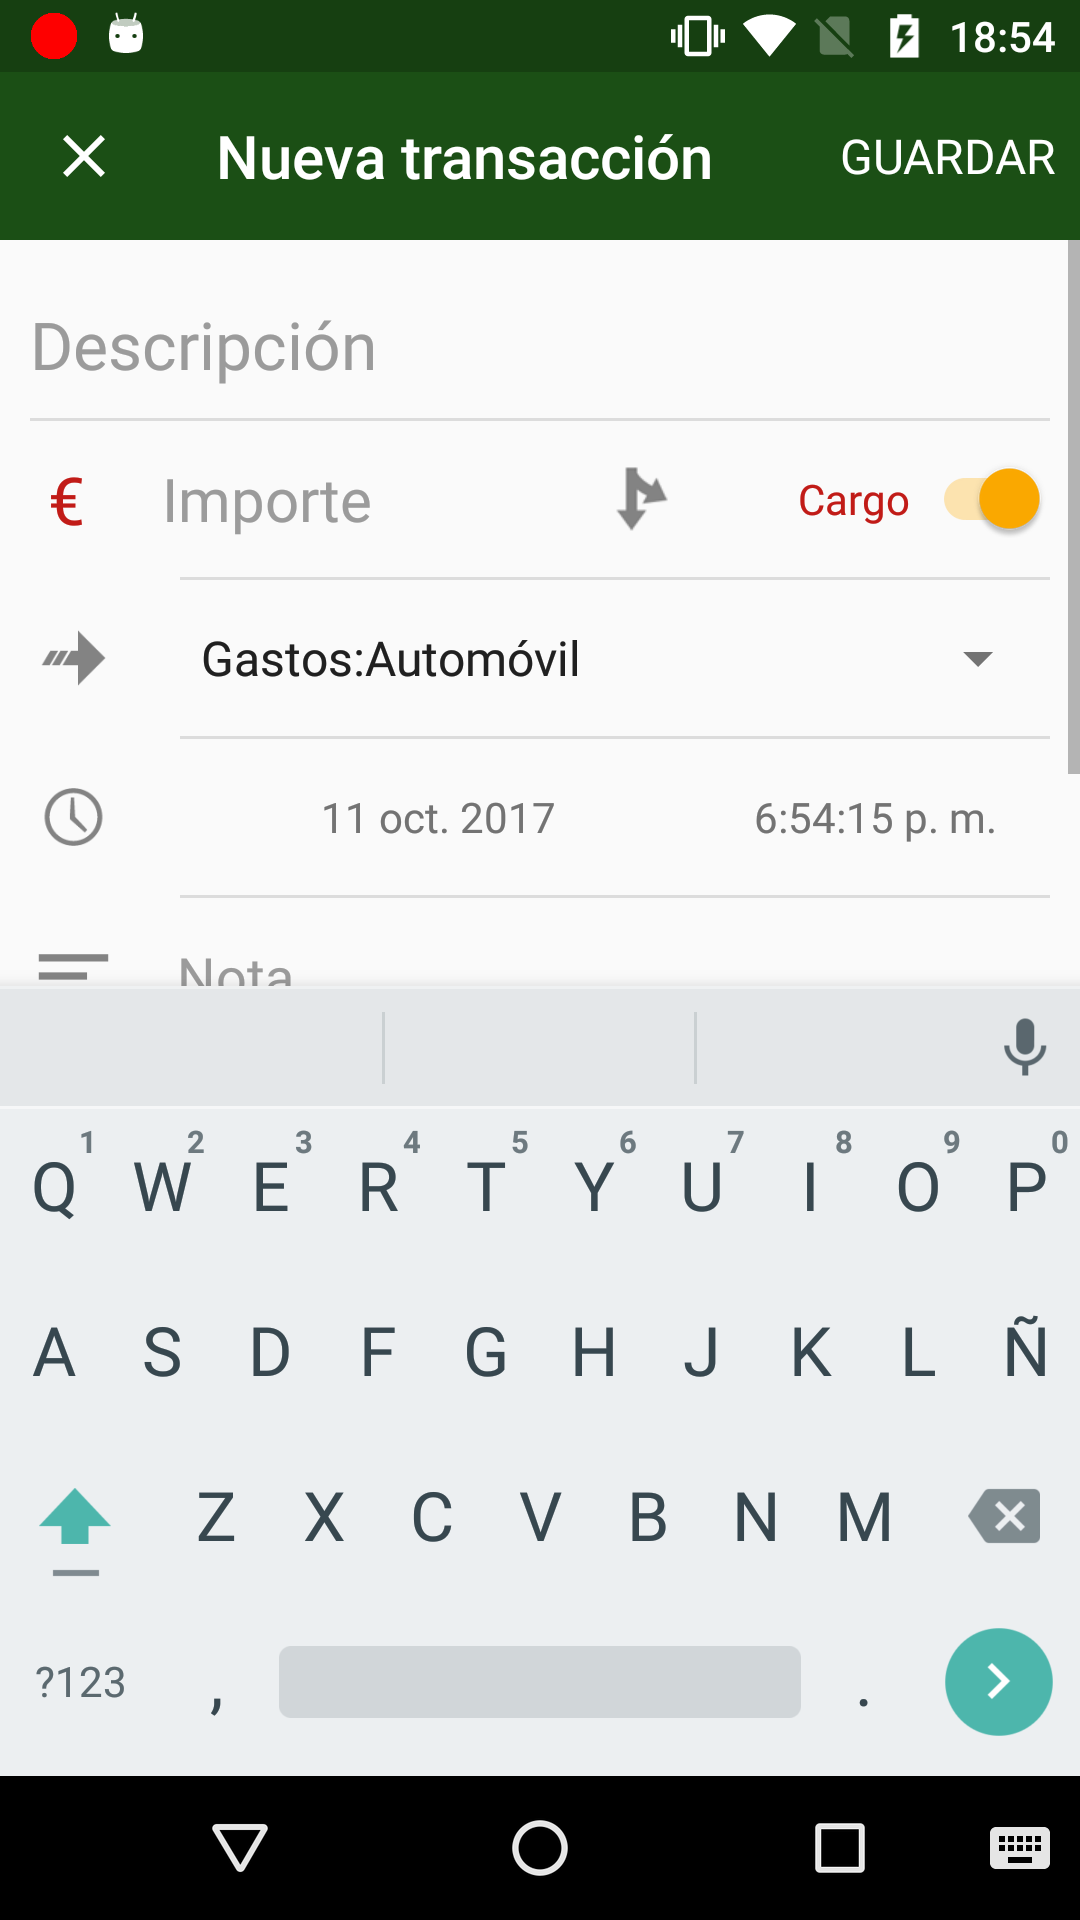 18:54
Nueva transacción GUARDAR
Descripción
€ Importe Cargo
Gastos:Automóvil
11 oct. 2017 6:54:15 p. m.
Nota
1 2 3 4 5 6 7 8 9 0
Q W E R T Y U I O P
A S D F G H J K L Ñ
Z X C V B N M
?123 , .